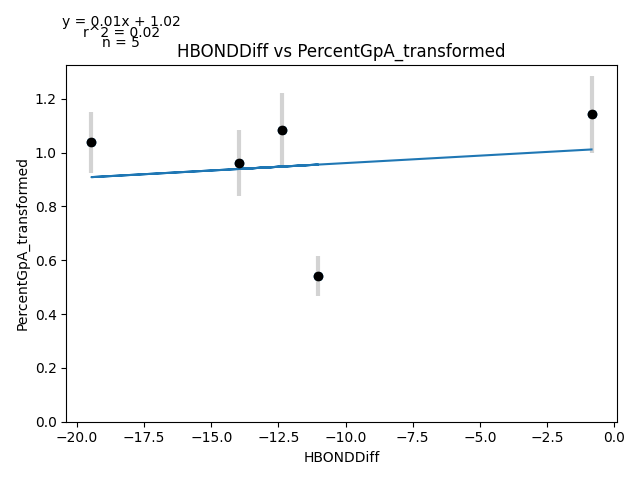 y = 0.01x + 1.02
r^2 = 0.02
n = 5
HBONDDiff vs PercentGpA_transformed
PercentGpA_transformed
1.2
1.0
0.8
0.6
0.4
0.2
0.0
−20.0 −17.5 −15.0 −12.5 −10.0 −7.5 −5.0 −2.5 0.0
HBONDDiff